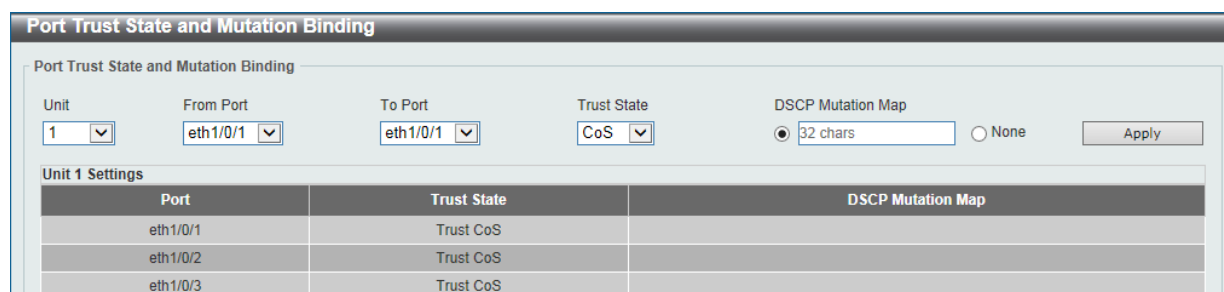 Port Trust State and Mutation Binding
Port Trust State and Mutation Binding
Unit From Port To Port Trust State DSCP Mutation Map
1 eth1/0/1 eth1/0/1 CoS 32 chars None Apply
Unit 1 Settings
Port Trust State DSCP Mutation Map
eth1/0/1 Trust CoS
eth1/0/2 Trust CoS
eth1/0/3 Trust CoS